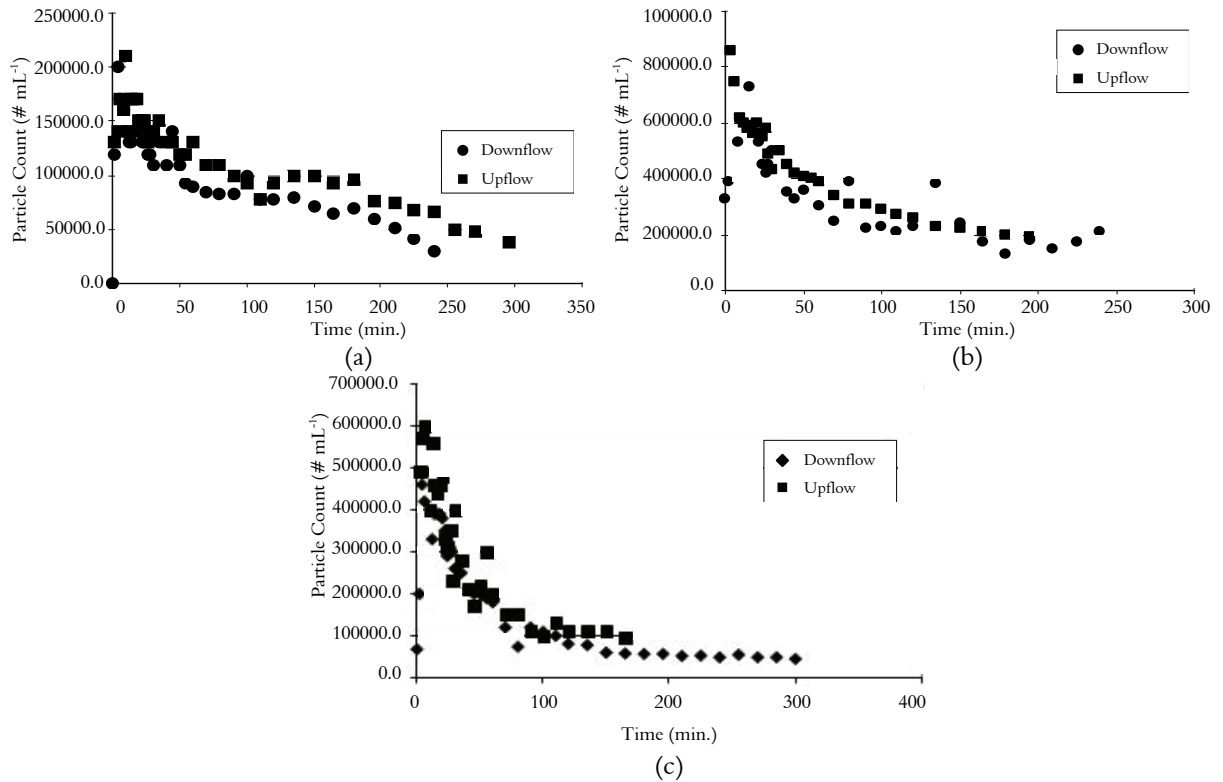 (a)
250000.0
200000.0
150000.0
100000.0
50000.0
0.0
Particle Count (# mL-1)
0 50 100 150 200 250 300 350
Time (min.)
Downflow
Upflow
(b)
1000000.0
800000.0
600000.0
400000.0
200000.0
0.0
Particle Count (# mL-1)
0 50 100 150 200 250 300
Time (min.)
Downflow
Upflow
700000.0
600000.0
500000.0
400000.0
300000.0
200000.0
100000.0
0.0
Particle Count (# mL-1)
0 100 200 300 400
Time (min.)
Downflow
Upflow
(c)